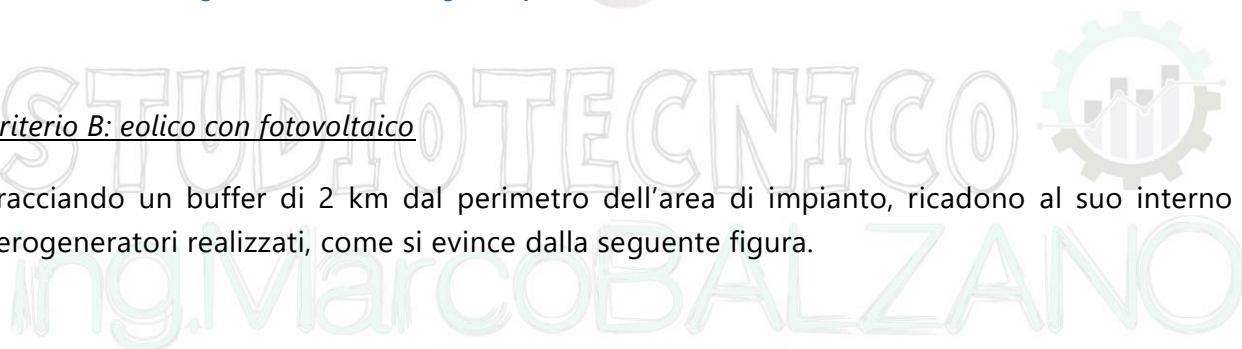 STUDIOTECNICO
riterio B: eolico con fotovoltaico
racciando un buffer di 2 km dal perimetro dell’area di impianto, ricadono al suo interno
erogeneratori realizzati, come si evince dalla seguente figura.
ing.MarcoBALZANO